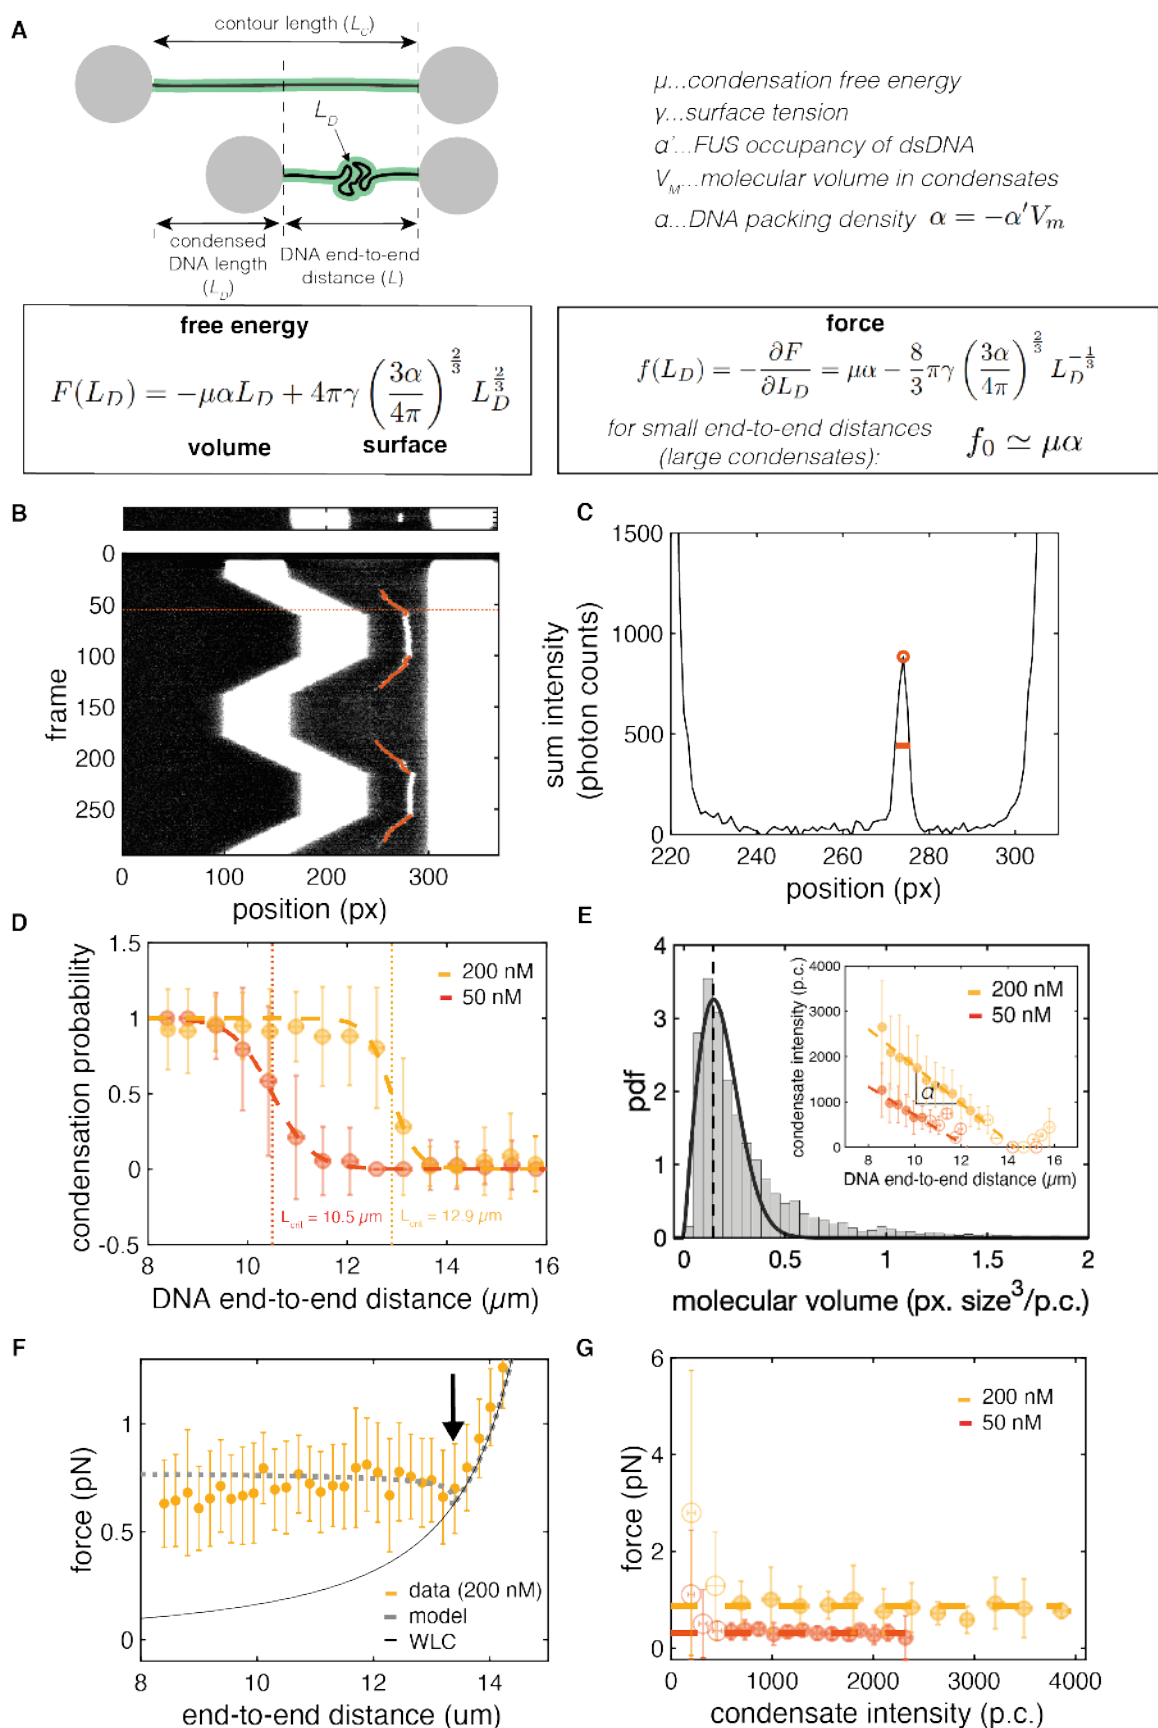 A
contour length (L_C)
L_D
condensed
DNA length
(L_D)
DNA end-to-end
distance (L)
μ...condensation free energy
γ...surface tension
α'...FUS occupancy of dsDNA
V_M...molecular volume in condensates
α...DNA packing density α = −α′V_m
free energy
F(L_D) = −μαL_D + 4πγ (3α/4π)^{2/3} L_D^{2/3}
volume surface
force
f(L_D) = −∂F/∂L_D = μα − 8/3 πγ (3α/4π)^{2/3} L_D^{−1/3}
for small end-to-end distances
(large condensates): f_0 ≃ μα
B
0
50
100
150
200
250
frame
0 100 200 300
position (px)
C
1500
1000
500
0
sum intensity
(photon counts)
220 240 260 280 300
position (px)
D
1.5
1
0.5
0
-0.5
condensation probability
200 nM
50 nM
L_crit = 10.5 μm
L_crit = 12.9 μm
8 10 12 14 16
DNA end-to-end distance (μm)
E
4
3
2
1
0
pdf
0 0.5 1 1.5 2
molecular volume (px. size^3/p.c.)
4000
3000
2000
1000
0
condensate intensity (p.c.)
200 nM
50 nM
α'
8 10 12 14 16
DNA end-to-end distance (μm)
F
1
0.5
0
force (pN)
data (200 nM)
model
WLC
8 10 12 14
end-to-end distance (um)
G
6
4
2
0
force (pN)
200 nM
50 nM
0 1000 2000 3000 4000
condensate intensity (p.c.)